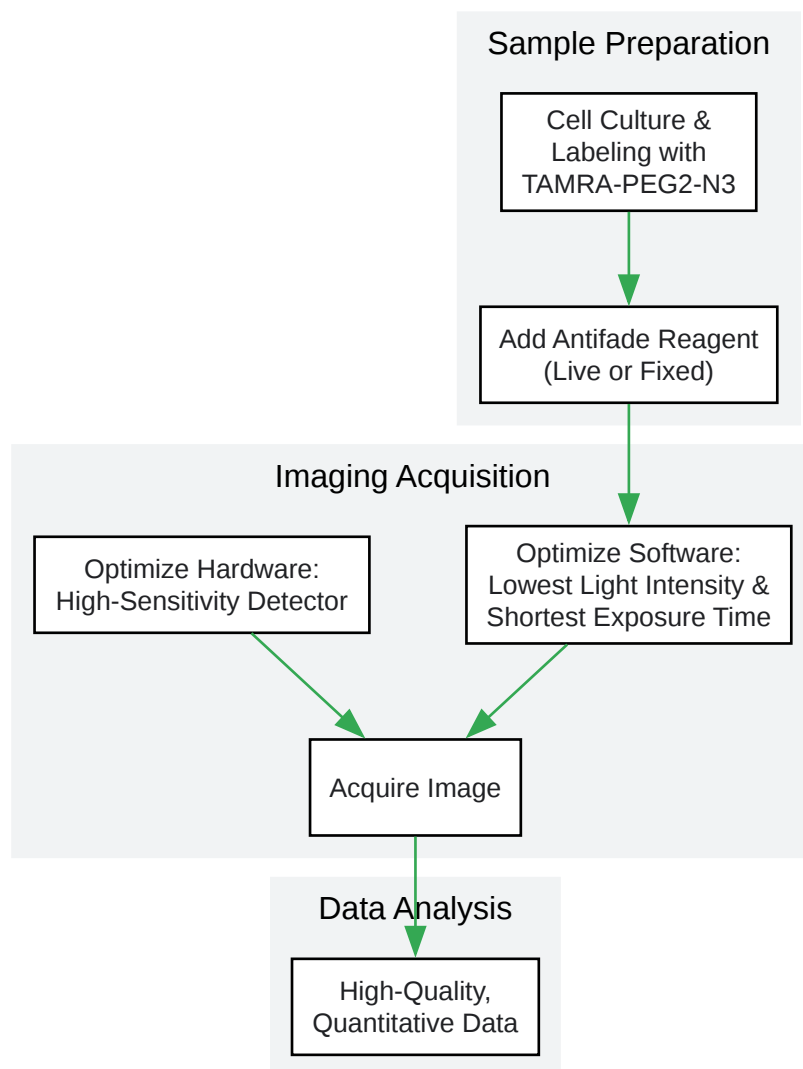 Sample Preparation
Cell Culture &
Labeling with
TAMRA-PEG2-N3
Add Antifade Reagent
(Live or Fixed)
Imaging Acquisition
Optimize Hardware:
High-Sensitivity Detector
Optimize Software:
Lowest Light Intensity &
Shortest Exposure Time
Acquire Image
Data Analysis
High-Quality,
Quantitative Data